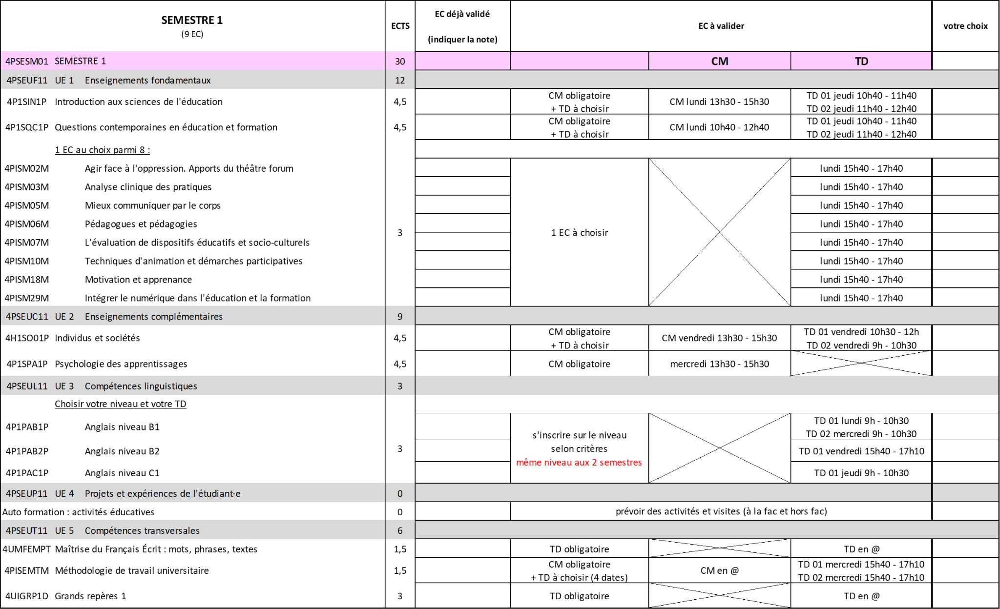 SEMESTRE 1
(9 EC)
ECTS
EC déjà validé
(indiquer la note)
EC à valider
votre choix
4PSESM01 SEMESTRE 1 30 CM TD
4PSEUF11 UE 1 Enseignements fondamentaux 12
4P1SIN1P Introduction aux sciences de l'éducation 4,5 CM obligatoire + TD à choisir CM lundi 13h30 - 15h30 TD 01 jeudi 10h40 - 11h40
TD 02 jeudi 11h40 - 12h40
4P1SQC1P Questions contemporaines en éducation et formation 4,5 CM obligatoire + TD à choisir CM lundi 10h40 - 12h40 TD 01 jeudi 10h40 - 11h40
TD 02 jeudi 11h40 - 12h40
1 EC au choix parmi 8 :
4PISM02M Agir face à l'oppression. Apports du théâtre forum lundi 15h40 - 17h40
4PISM03M Analyse clinique des pratiques lundi 15h40 - 17h40
4PISM05M Mieux communiquer par le corps lundi 15h40 - 17h40
4PISM06M Pédagogues et pédagogies lundi 15h40 - 17h40
3 1 EC à choisir
4PISM07M L'évaluation de dispositifs éducatifs et socio-culturels lundi 15h40 - 17h40
4PISM10M Techniques d'animation et démarches participatives lundi 15h40 - 17h40
4PISM18M Motivation et apprenance lundi 15h40 - 17h40
4PISM29M Intégrer le numérique dans l'éducation et la formation lundi 15h40 - 17h40
4PSEUC11 UE 2 Enseignements complémentaires 9
4H1SO01P Individus et sociétés 4,5 CM obligatoire + TD à choisir CM vendredi 13h30 - 15h30 TD 01 vendredi 10h30 - 12h
TD 02 vendredi 9h - 10h30
4P1SPA1P Psychologie des apprentissages 4,5 CM obligatoire mercredi 13h30 - 15h30
4PSEUL11 UE 3 Compétences linguistiques 3
Choisir votre niveau et votre TD
4P1PAB1P Anglais niveau B1 TD 01 lundi 9h - 10h30
TD 02 mercredi 9h - 10h30
3 s'inscrire sur le niveau
selon critères
même niveau aux 2 semestres
4P1PAB2P Anglais niveau B2 TD 01 vendredi 15h40 - 17h10
4P1PAC1P Anglais niveau C1 TD 01 jeudi 9h - 10h30
4PSEUP11 UE 4 Projets et expériences de l'étudiant·e 0
Auto formation : activités éducatives 0 prévoir des activités et visites (à la fac et hors fac)
4PSEUT11 UE 5 Compétences transversales 6
4UMFEMPT Maîtrise du Français Écrit : mots, phrases, textes 1,5 TD obligatoire TD en @
4PISEMTM Méthodologie de travail universitaire 1,5 CM obligatoire + TD à choisir (4 dates) CM en @ TD 01 mercredi 15h40 - 17h10
TD 02 mercredi 15h40 - 17h10
4UIGRP1D Grands repères 1 3 TD obligatoire TD en @